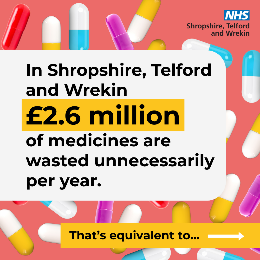 NHS
Shropshire, Telford
and Wrekin
In Shropshire, Telford
and Wrekin
£2.6 million
of medicines are
wasted unnecessarily
per year.
That's equivalent to...